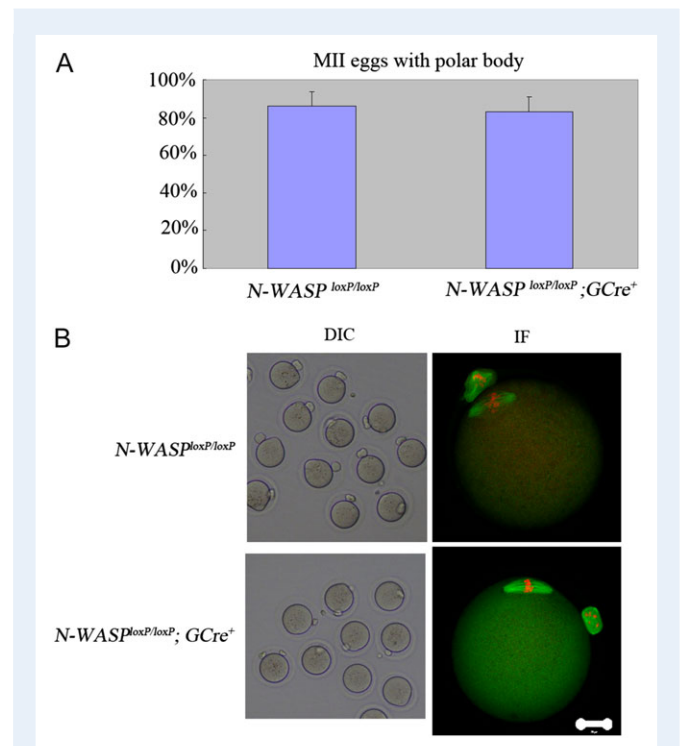 A
MII eggs with polar body
100%
80%
60%
40%
20%
0%
N-WASP loxP/loxP
N-WASP loxP/loxP ;GCre+
B
DIC
IF
N-WASPloxP/loxP
N-WASPloxP/loxP; GCre+